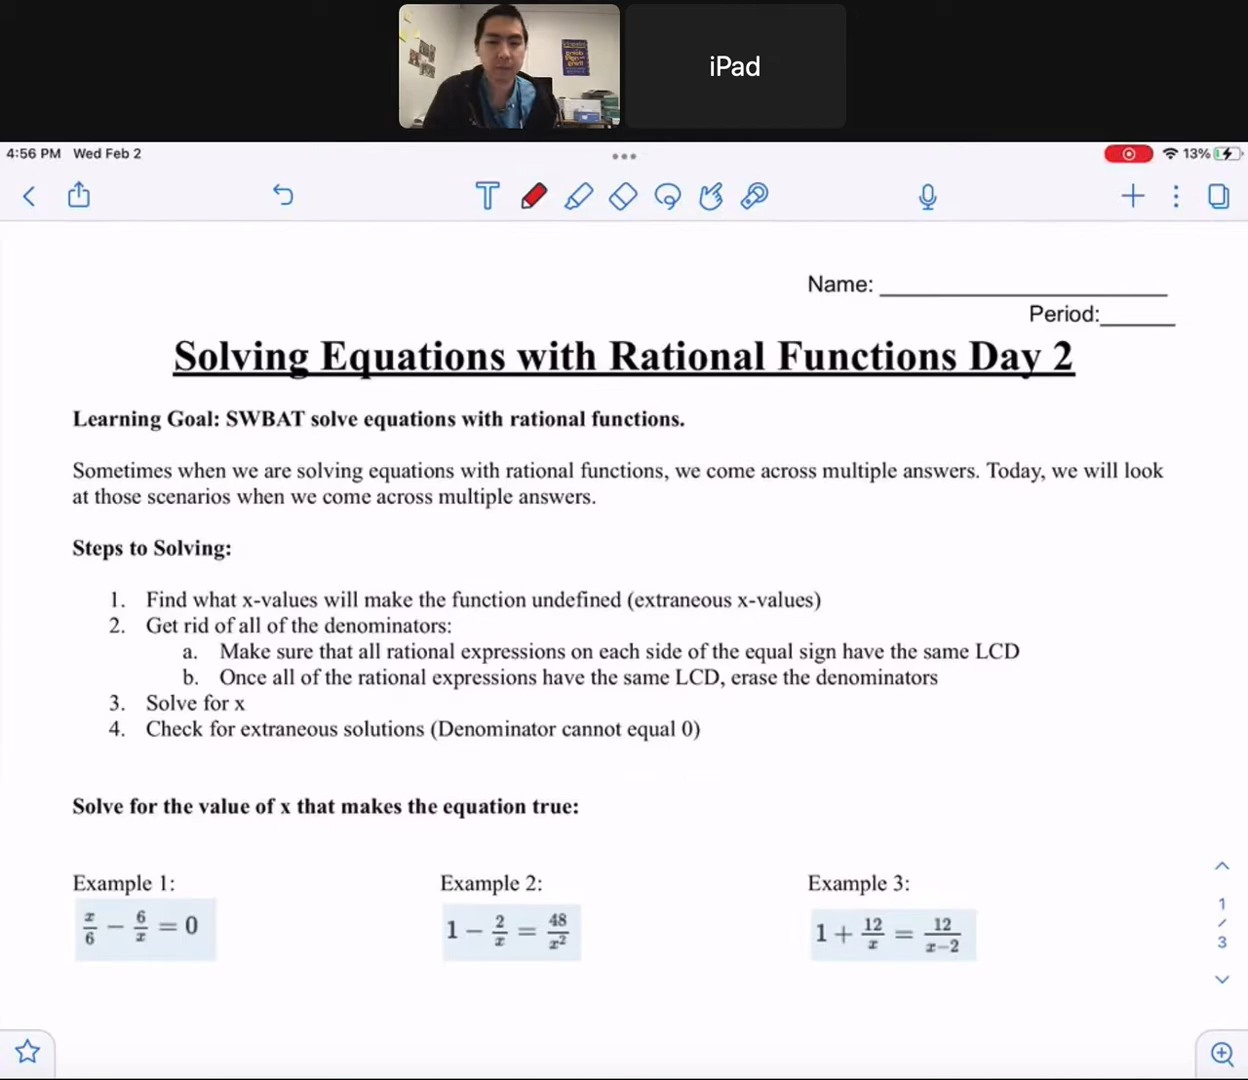 iPad
4:56 PM Wed Feb 2
13%
T
Name: ____________________
Period:______
Solving Equations with Rational Functions Day 2
Learning Goal: SWBAT solve equations with rational functions.
Sometimes when we are solving equations with rational functions, we come across multiple answers. Today, we will look
at those scenarios when we come across multiple answers.
Steps to Solving:
1. Find what x-values will make the function undefined (extraneous x-values)
2. Get rid of all of the denominators:
a. Make sure that all rational expressions on each side of the equal sign have the same LCD
b. Once all of the rational expressions have the same LCD, erase the denominators
3. Solve for x
4. Check for extraneous solutions (Denominator cannot equal 0)
Solve for the value of x that makes the equation true:
Example 1: Example 2: Example 3:
x/6 − 6/x = 0 1 − 2/x = 48/x² 1 + 12/x = 12/(x−2)
1
/
3